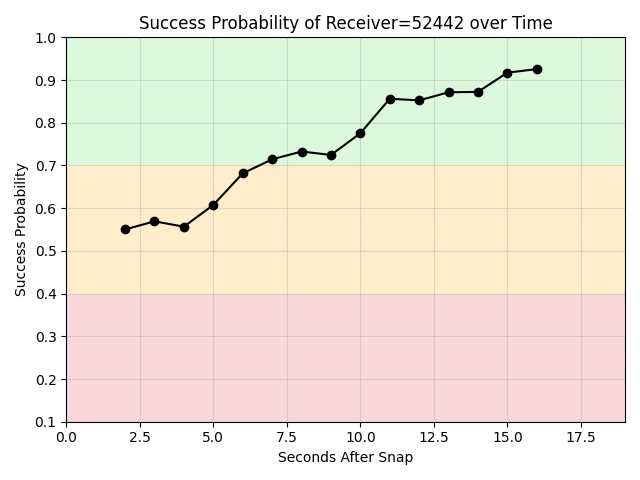 Success Probability of Receiver=52442 over Time
1.0
0.9
0.8
0.7
0.6
0.5
0.4
0.3
0.2
0.1
Success Probability
0.0 2.5 5.0 7.5 10.0 12.5 15.0 17.5
Seconds After Snap